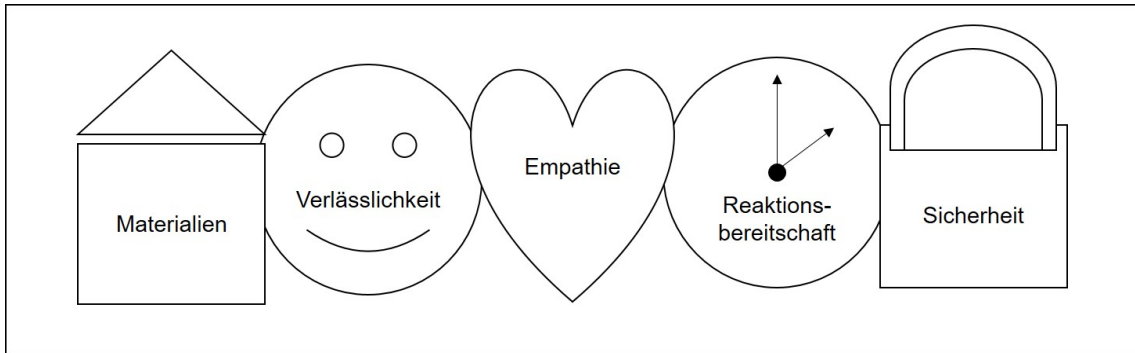 Materialien
Verlässlichkeit
Empathie
Reaktions-
bereitschaft
Sicherheit